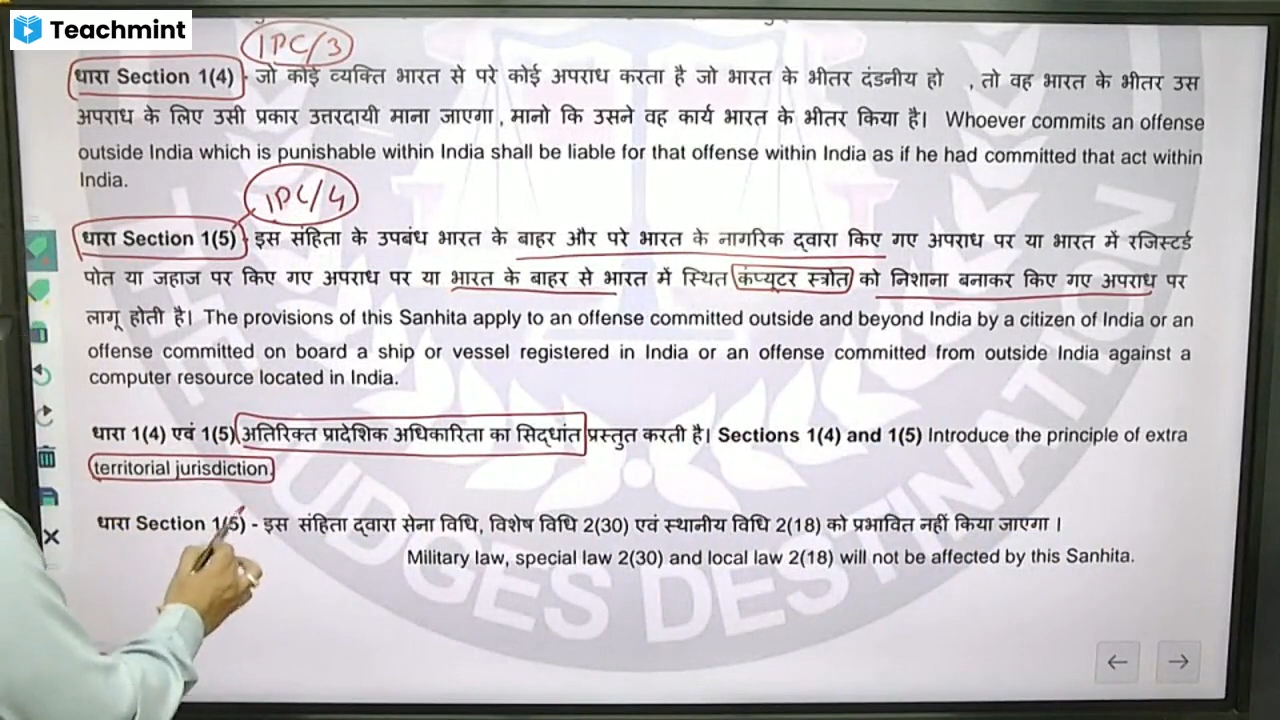 Teachmint
IPC/3
धारा Section 1(4) - जो कोई व्यक्ति भारत से परे कोई अपराध करता है जो भारत के भीतर दंडनीय हो , तो वह भारत के भीतर उस
अपराध के लिए उसी प्रकार उत्तरदायी माना जाएगा , मानो कि उसने वह कार्य भारत के भीतर किया है। Whoever commits an offense
outside India which is punishable within India shall be liable for that offense within India as if he had committed that act within
India.
IPC/4
धारा Section 1(5) - इस संहिता के उपबंध भारत के बाहर और परे भारत के नागरिक द्वारा किए गए अपराध पर या भारत में रजिस्टर्ड
पोत या जहाज पर किए गए अपराध पर या भारत के बाहर से भारत में स्थित कंप्यूटर स्त्रोत को निशाना बनाकर किए गए अपराध पर
लागू होती है। The provisions of this Sanhita apply to an offense committed outside and beyond India by a citizen of India or an
offense committed on board a ship or vessel registered in India or an offense committed from outside India against a
computer resource located in India.
धारा 1(4) एवं 1(5) अतिरिक्त प्रादेशिक अधिकारिता का सिद्धांत प्रस्तुत करती है। Sections 1(4) and 1(5) Introduce the principle of extra
territorial jurisdiction.
धारा Section 1(5) - इस संहिता द्वारा सेना विधि, विशेष विधि 2(30) एवं स्थानीय विधि 2(18) को प्रभावित नहीं किया जाएगा ।
Military law, special law 2(30) and local law 2(18) will not be affected by this Sanhita.
JUDGES DESTINATION